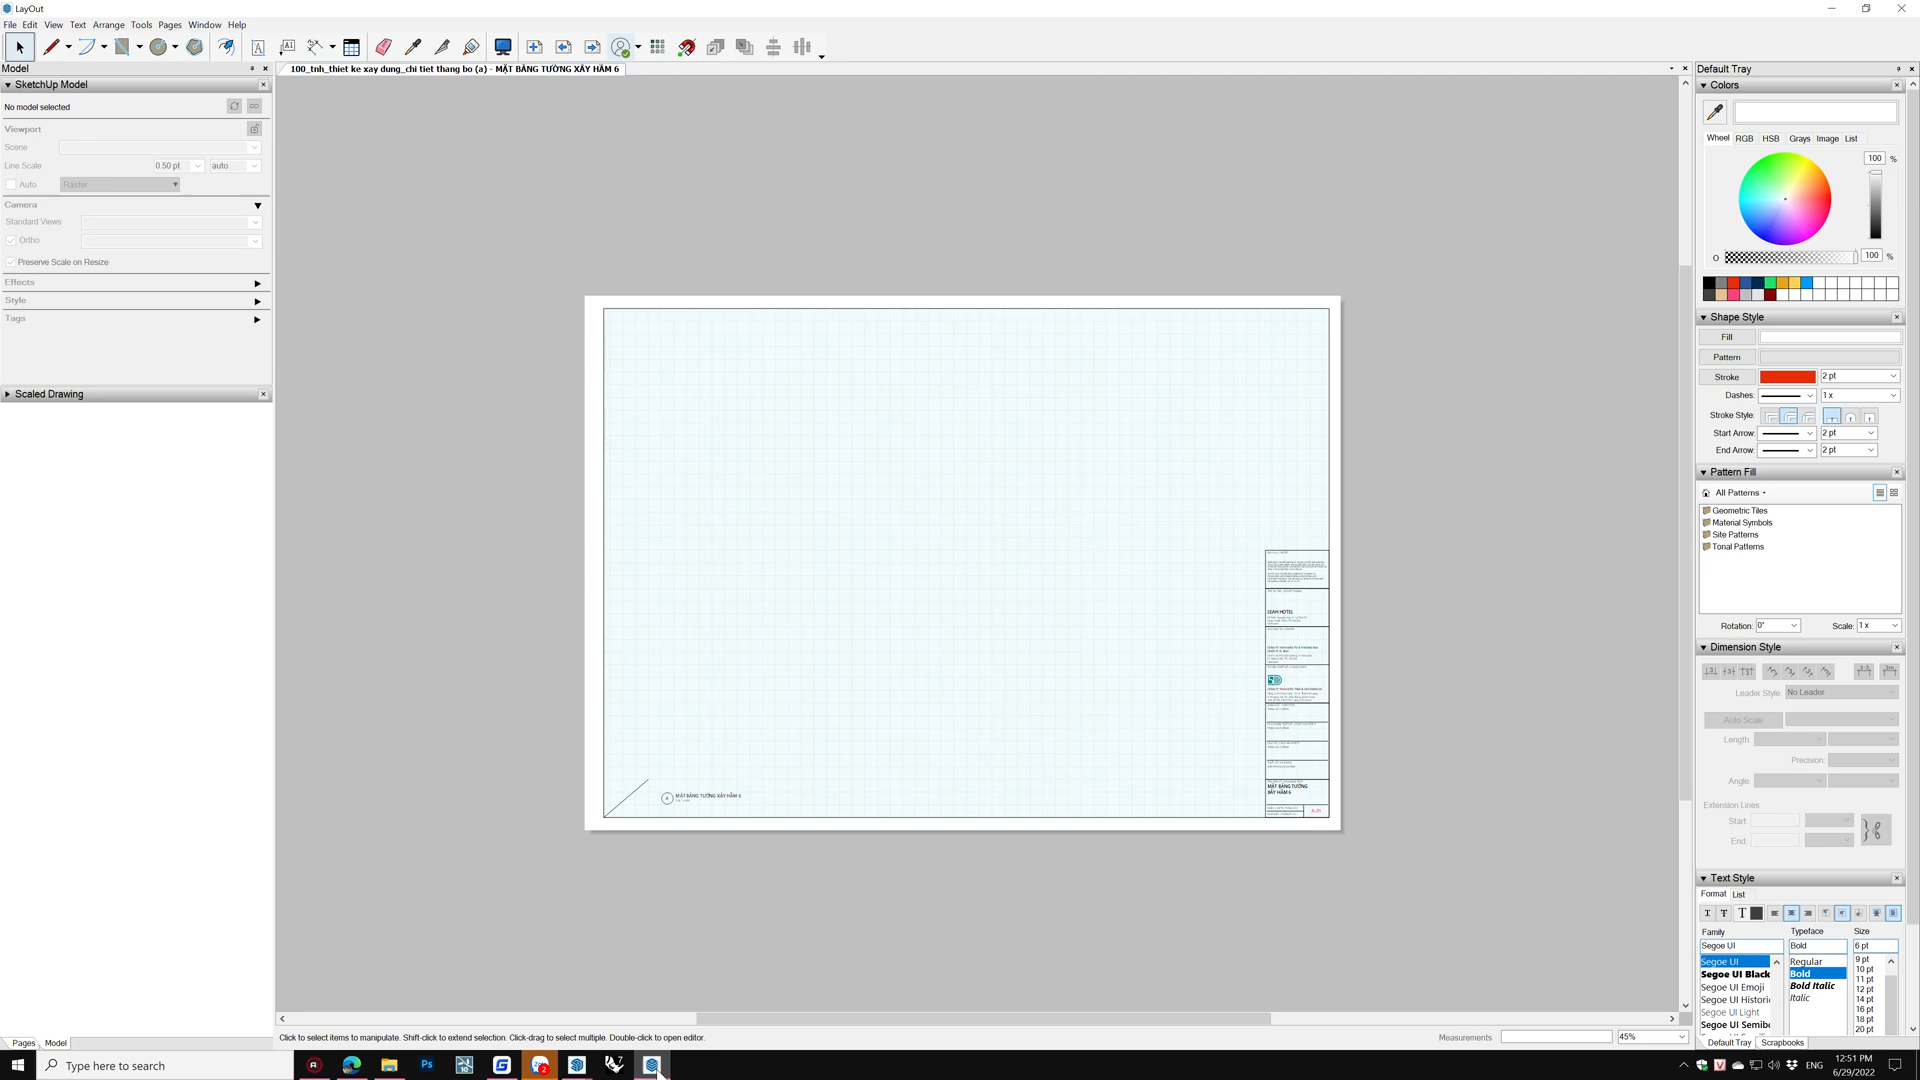 LayOut
File Edit View Text Arrange Tools Pages Window Help
Model
100_tnh_thiet ke xay dung_chi tiet thang bo (a) - MẶT BẰNG TƯỜNG XÂY HẦM 6
Default Tray
SketchUp Model
No model selected
Viewport
Scene
Line Scale 0.50 pt auto
Auto Raster
Camera
Standard Views
Ortho
Preserve Scale on Resize
Effects
Style
Tags
Scaled Drawing
LEAH HOTEL
A MẶT BẰNG TƯỜNG XÂY HẦM 6
MẶT BẰNG TƯỜNG
XÂY HẦM 6
A-01
Colors
Wheel RGB HSB Grays Image List
100 %
O 100 %
Shape Style
Fill
Pattern
Stroke 2 pt
Dashes: 1 x
Stroke Style:
Start Arrow: 2 pt
End Arrow: 2 pt
Pattern Fill
All Patterns
Geometric Tiles
Material Symbols
Site Patterns
Tonal Patterns
Rotation: 0° Scale: 1 x
Dimension Style
Leader Style No Leader
Auto Scale
Length:
Precision:
Angle:
Extension Lines
Start:
End:
Text Style
Format List
Family Typeface Size
Segoe UI Bold 6 pt
Segoe UI Regular 9 pt
Segoe UI Black Bold 10 pt
Segoe UI Emoji Bold Italic 11 pt
Segoe UI Historic Italic 12 pt
Segoe UI Light 14 pt
Segoe UI Semib 16 pt
18 pt
20 pt
Default Tray Scrapbooks
Pages Model
Click to select items to manipulate. Shift-click to extend selection. Click-drag to select multiple. Double-click to open editor.
Measurements 45%
Type here to search
Ps
ENG
12:51 PM
6/29/2022